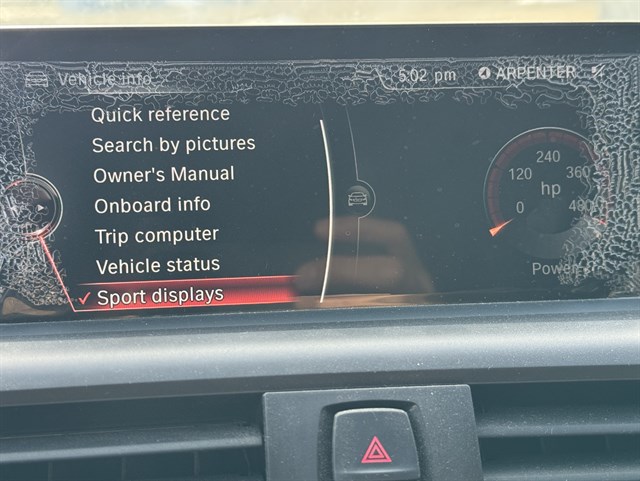 Vehicle info
5:02 pm
ARPENTER
Quick reference
Search by pictures
Owner's Manual
Onboard info
Trip computer
Vehicle status
Sport displays
240
120
360
hp
0
480
Power